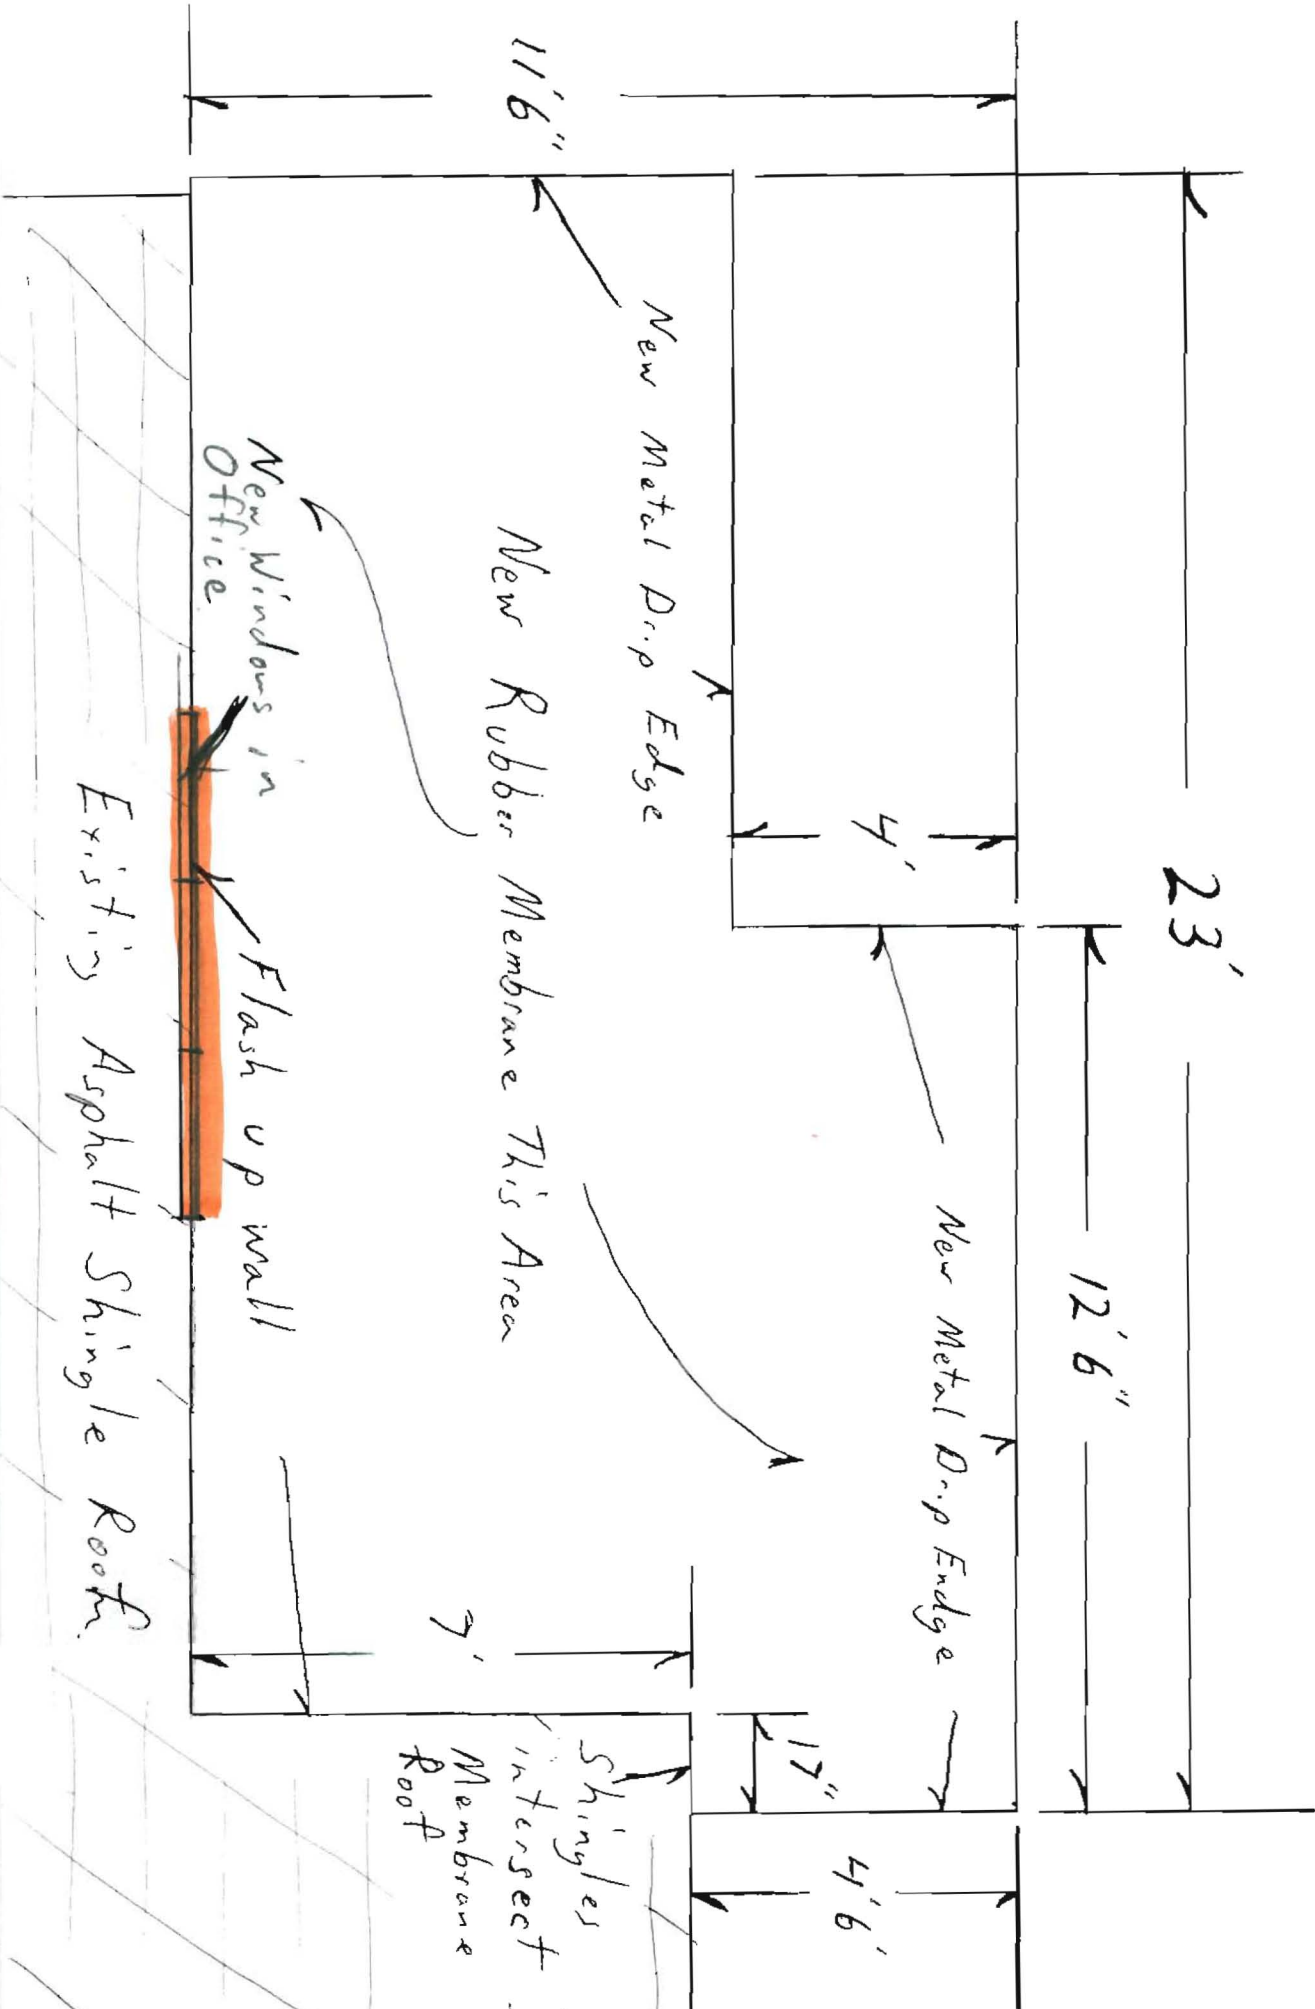 23'
12'6"
11'6"
4'
New Metal Drip Edge
New Metal Drip Endge
New Rubber Membrane This Area
17"
4'6'
7'
New Windows in
Office
Flash up wall
Shingles
intersect
Membrane
Roof
Existing Asphalt Shingle Roof